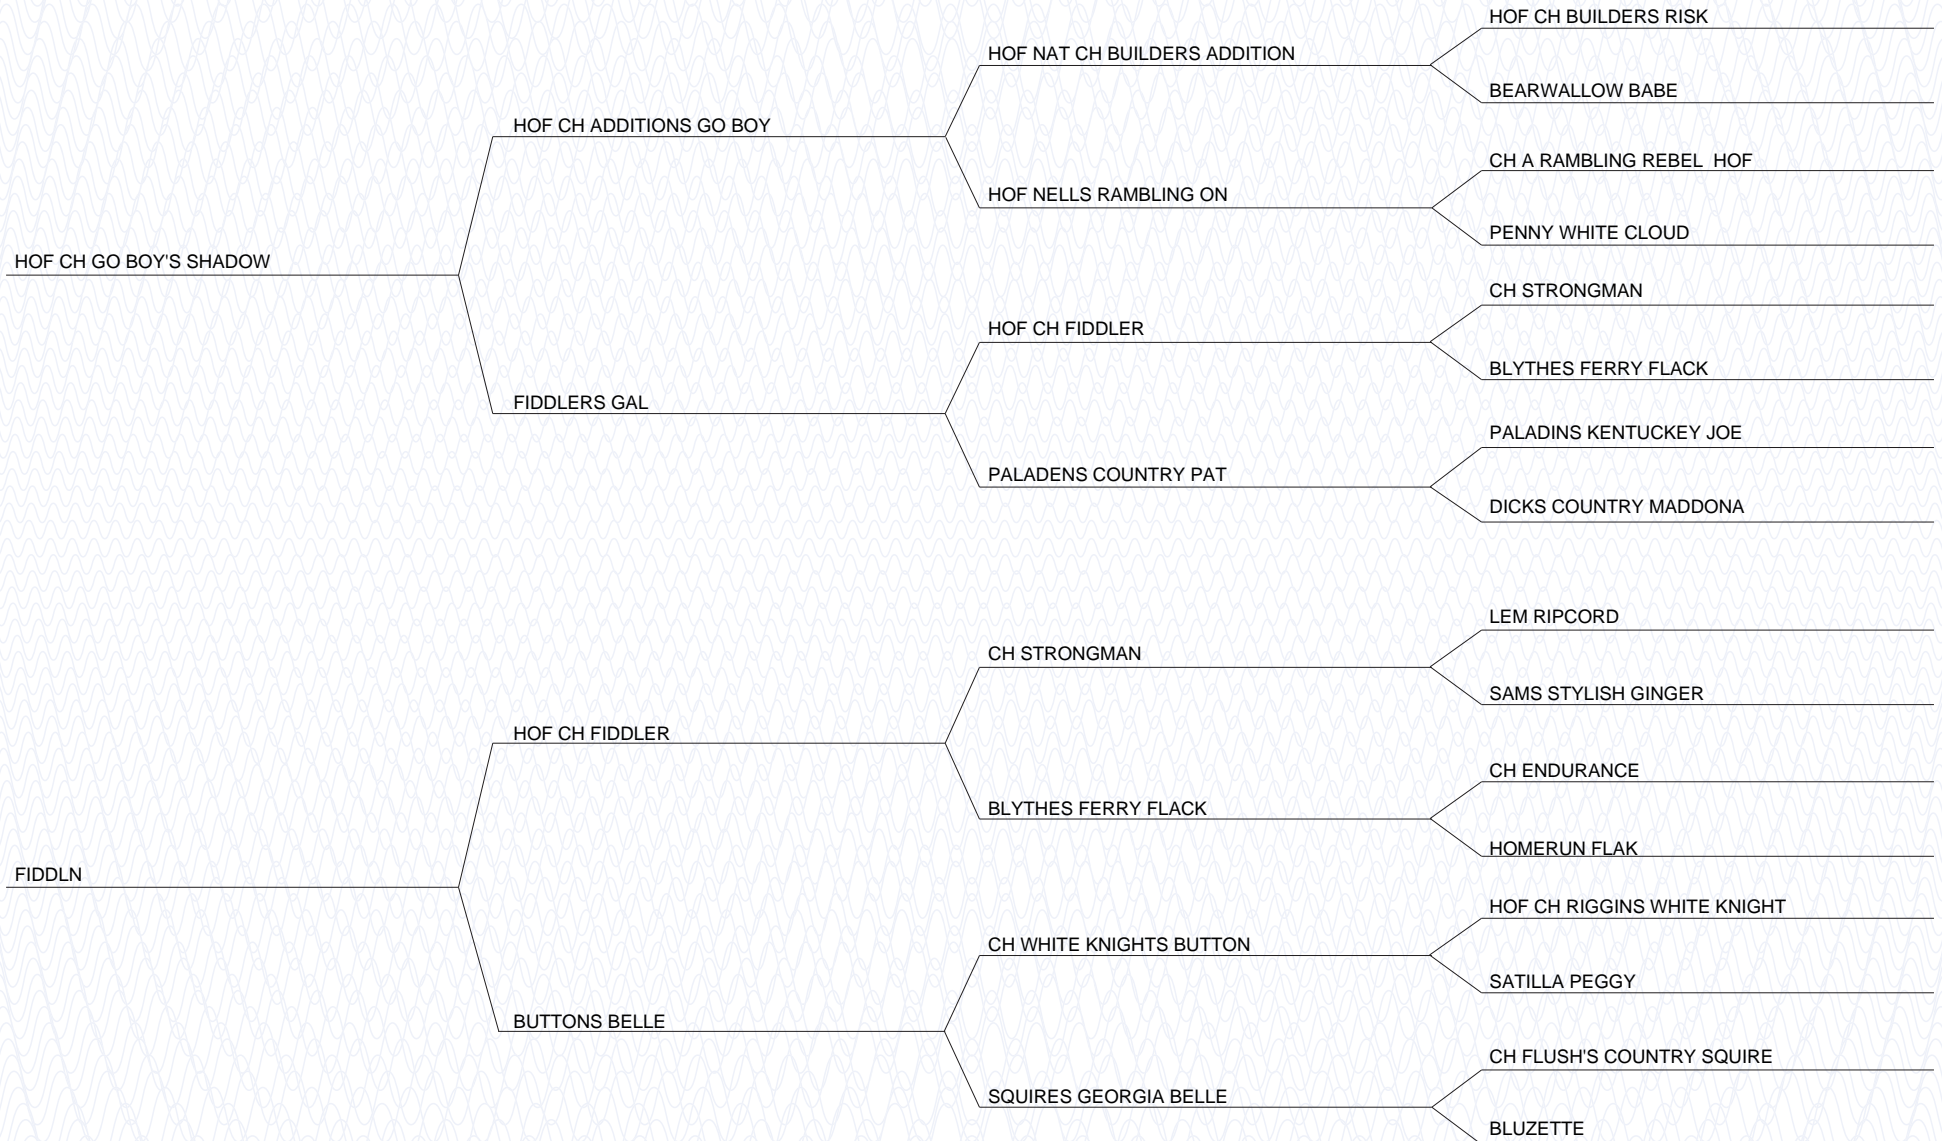 HOF CH BUILDERS RISK
HOF NAT CH BUILDERS ADDITION
BEARWALLOW BABE
HOF CH ADDITIONS GO BOY
CH A RAMBLING REBEL  HOF
HOF NELLS RAMBLING ON
PENNY WHITE CLOUD
HOF CH GO BOY'S SHADOW
CH STRONGMAN
HOF CH FIDDLER
BLYTHES FERRY FLACK
FIDDLERS GAL
PALADINS KENTUCKEY JOE
PALADENS COUNTRY PAT
DICKS COUNTRY MADDONA
LEM RIPCORD
CH STRONGMAN
SAMS STYLISH GINGER
HOF CH FIDDLER
CH ENDURANCE
BLYTHES FERRY FLACK
HOMERUN FLAK
FIDDLN
HOF CH RIGGINS WHITE KNIGHT
CH WHITE KNIGHTS BUTTON
SATILLA PEGGY
BUTTONS BELLE
CH FLUSH'S COUNTRY SQUIRE
SQUIRES GEORGIA BELLE
BLUZETTE